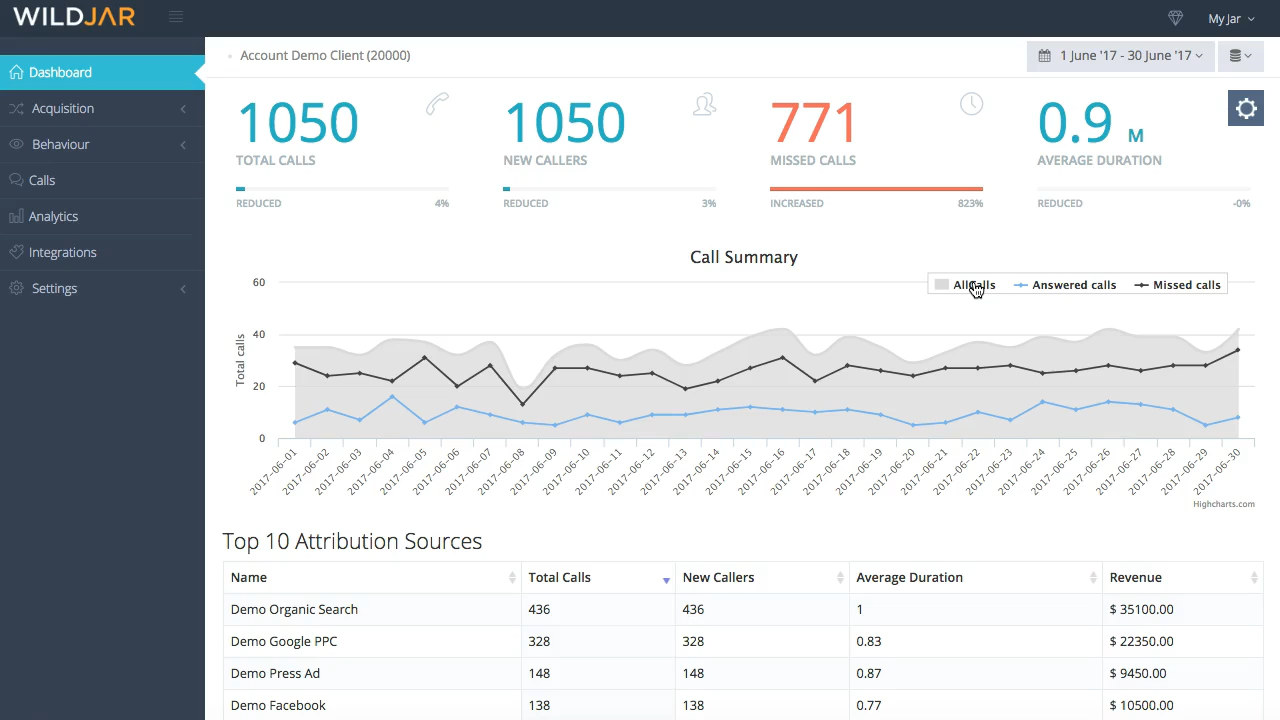 WILDJAR
My Jar
Dashboard
Acquisition
Behaviour
Calls
Analytics
Integrations
Settings
Account Demo Client (20000)
1 June '17 - 30 June '17
1050
TOTAL CALLS
REDUCED 4%
1050
NEW CALLERS
REDUCED 3%
771
MISSED CALLS
INCREASED 823%
0.9 M
AVERAGE DURATION
REDUCED -0%
Call Summary
All calls Answered calls Missed calls
Total calls
60
40
20
0
2017-06-01 2017-06-02 2017-06-03 2017-06-04 2017-06-05 2017-06-06 2017-06-07 2017-06-08 2017-06-09 2017-06-10 2017-06-11 2017-06-12 2017-06-13 2017-06-14 2017-06-15 2017-06-16 2017-06-17 2017-06-18 2017-06-19 2017-06-20 2017-06-21 2017-06-22 2017-06-23 2017-06-24 2017-06-25 2017-06-26 2017-06-27 2017-06-28 2017-06-29 2017-06-30
Highcharts.com
Top 10 Attribution Sources
Name Total Calls New Callers Average Duration Revenue
Demo Organic Search 436 436 1 $ 35100.00
Demo Google PPC 328 328 0.83 $ 22350.00
Demo Press Ad 148 148 0.87 $ 9450.00
Demo Facebook 138 138 0.77 $ 10500.00